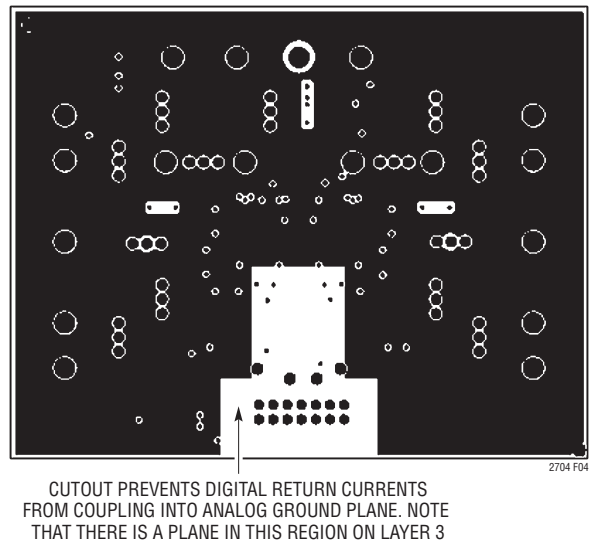 2704 F04
CUTOUT PREVENTS DIGITAL RETURN CURRENTS
FROM COUPLING INTO ANALOG GROUND PLANE. NOTE
THAT THERE IS A PLANE IN THIS REGION ON LAYER 3